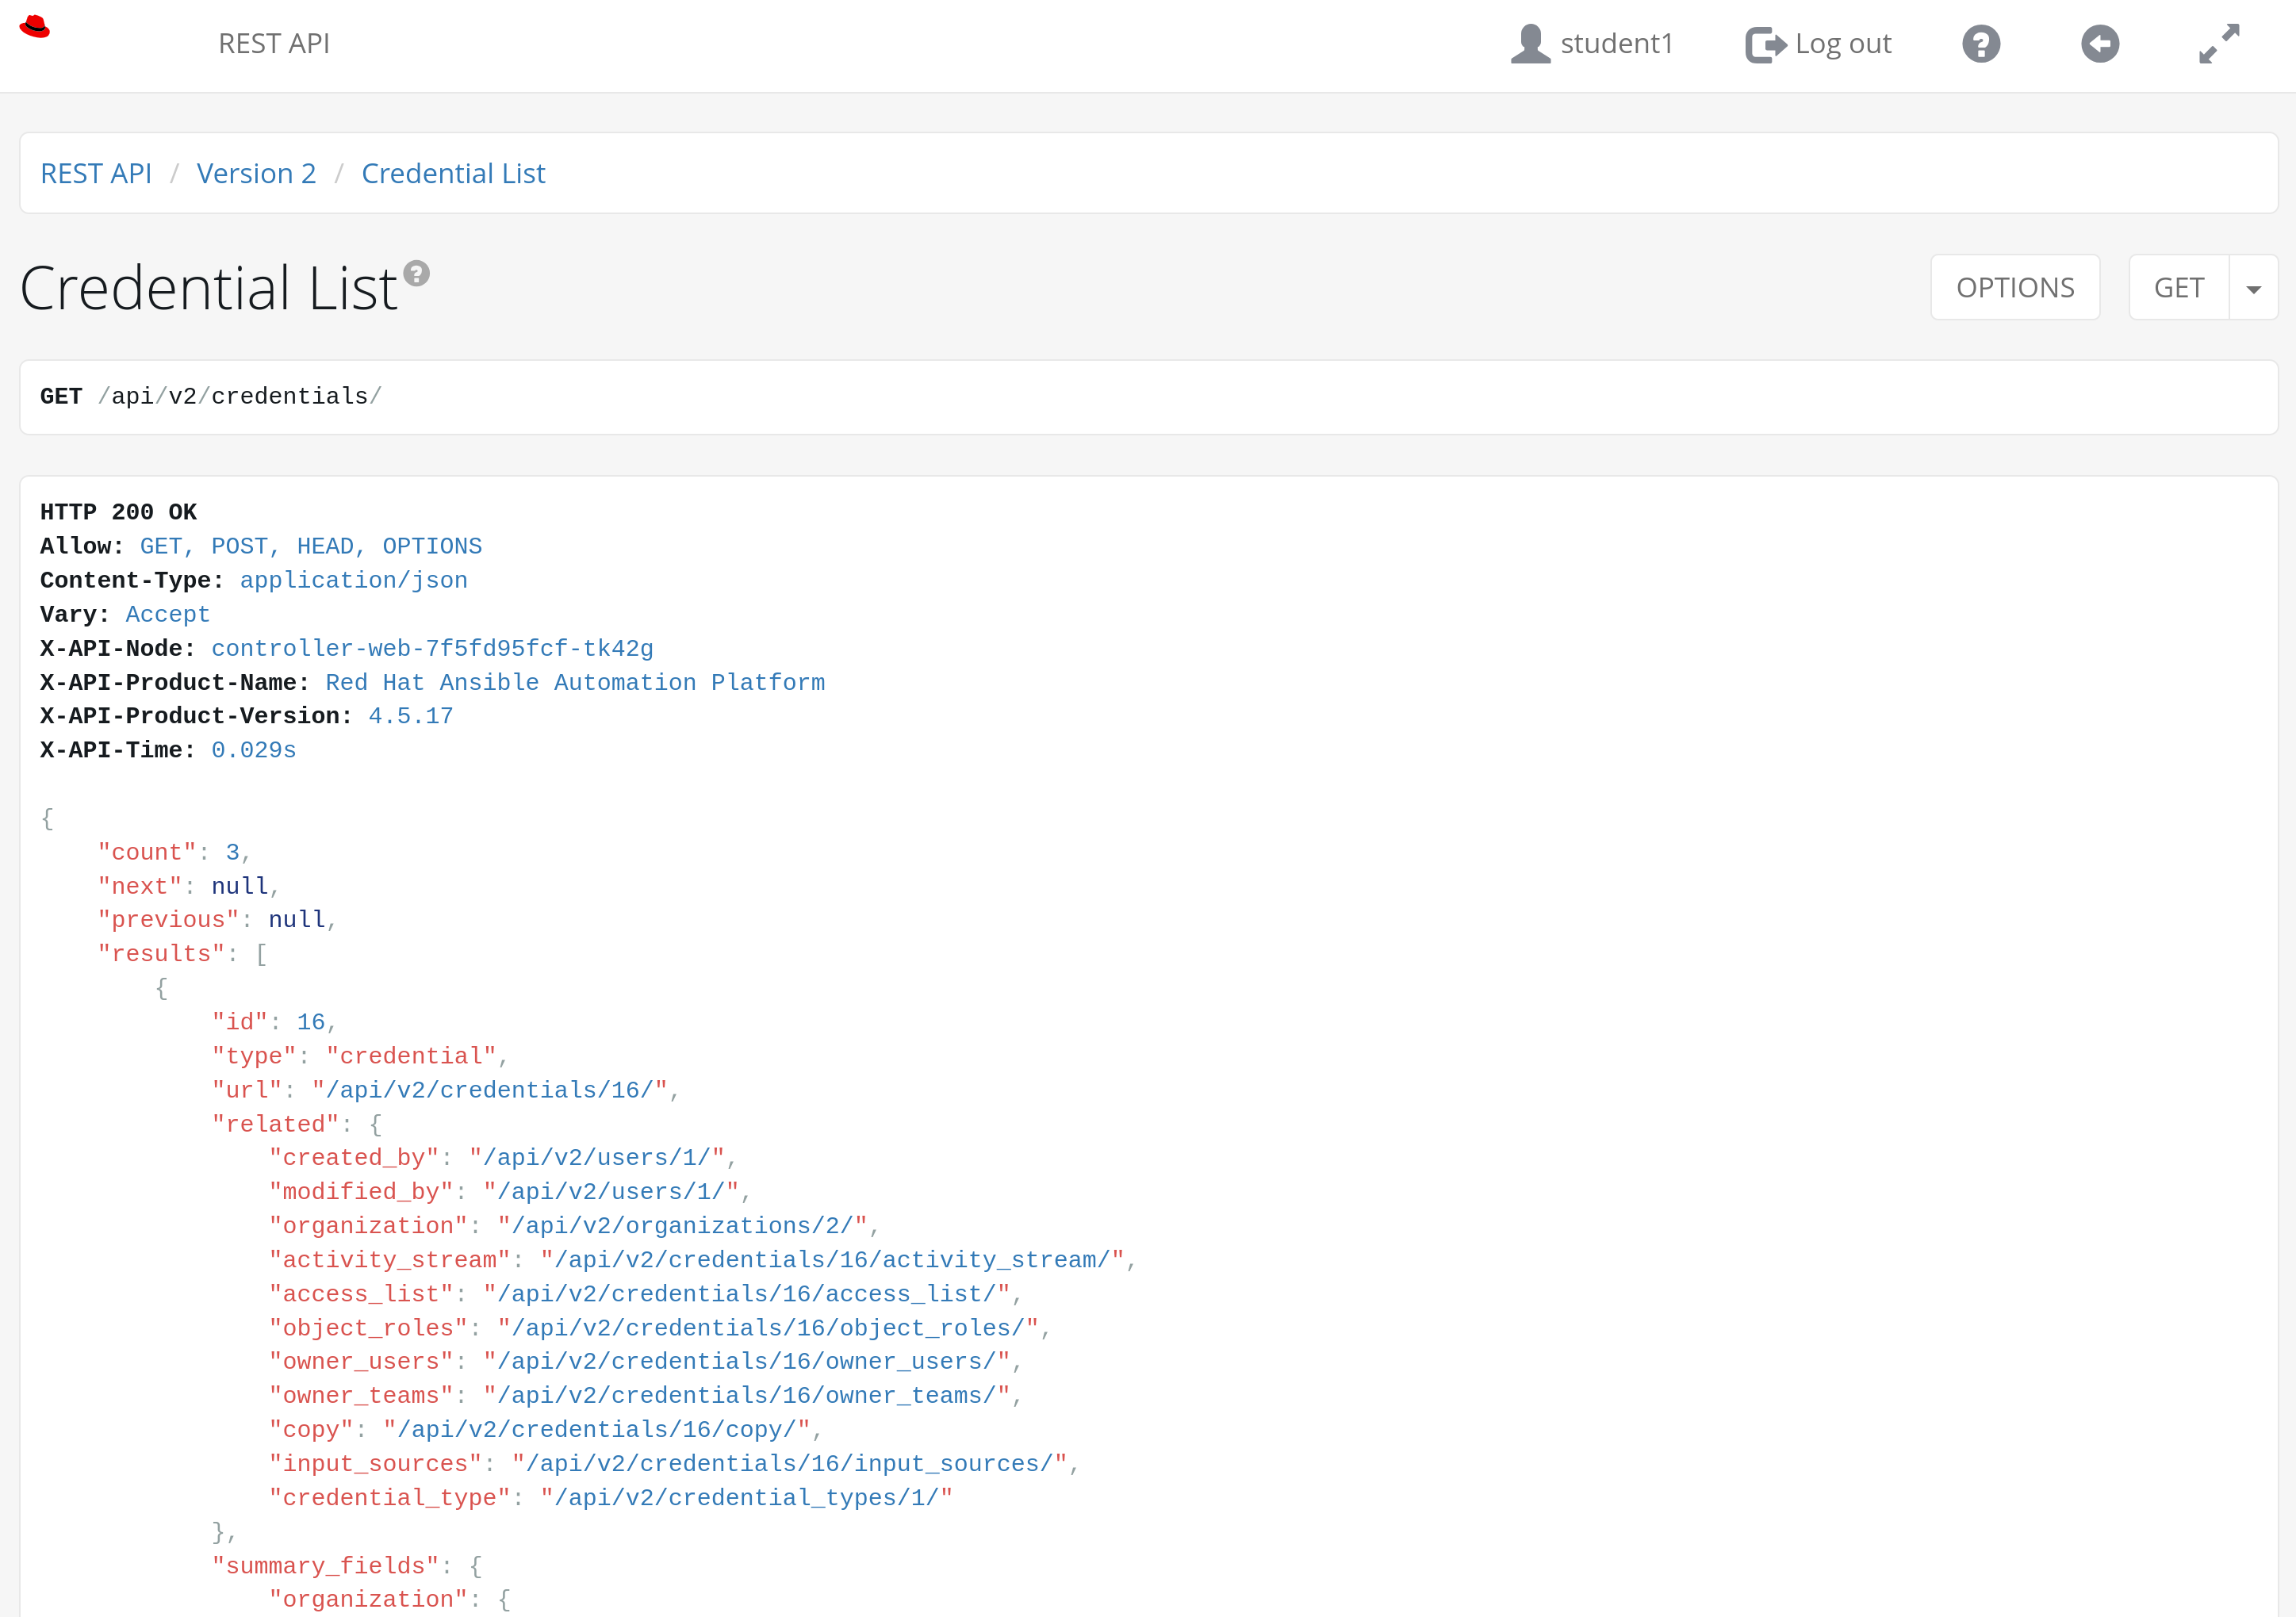 REST API student1 Log out
REST API / Version 2 / Credential List
Credential List
OPTIONS GET
GET /api/v2/credentials/
HTTP 200 OK
Allow: GET, POST, HEAD, OPTIONS
Content-Type: application/json
Vary: Accept
X-API-Node: controller-web-7f5fd95fcf-tk42g
X-API-Product-Name: Red Hat Ansible Automation Platform
X-API-Product-Version: 4.5.17
X-API-Time: 0.029s
{
    "count": 3,
    "next": null,
    "previous": null,
    "results": [
        {
            "id": 16,
            "type": "credential",
            "url": "/api/v2/credentials/16/",
            "related": {
                "created_by": "/api/v2/users/1/",
                "modified_by": "/api/v2/users/1/",
                "organization": "/api/v2/organizations/2/",
                "activity_stream": "/api/v2/credentials/16/activity_stream/",
                "access_list": "/api/v2/credentials/16/access_list/",
                "object_roles": "/api/v2/credentials/16/object_roles/",
                "owner_users": "/api/v2/credentials/16/owner_users/",
                "owner_teams": "/api/v2/credentials/16/owner_teams/",
                "copy": "/api/v2/credentials/16/copy/",
                "input_sources": "/api/v2/credentials/16/input_sources/",
                "credential_type": "/api/v2/credential_types/1/"
            },
            "summary_fields": {
                "organization": {